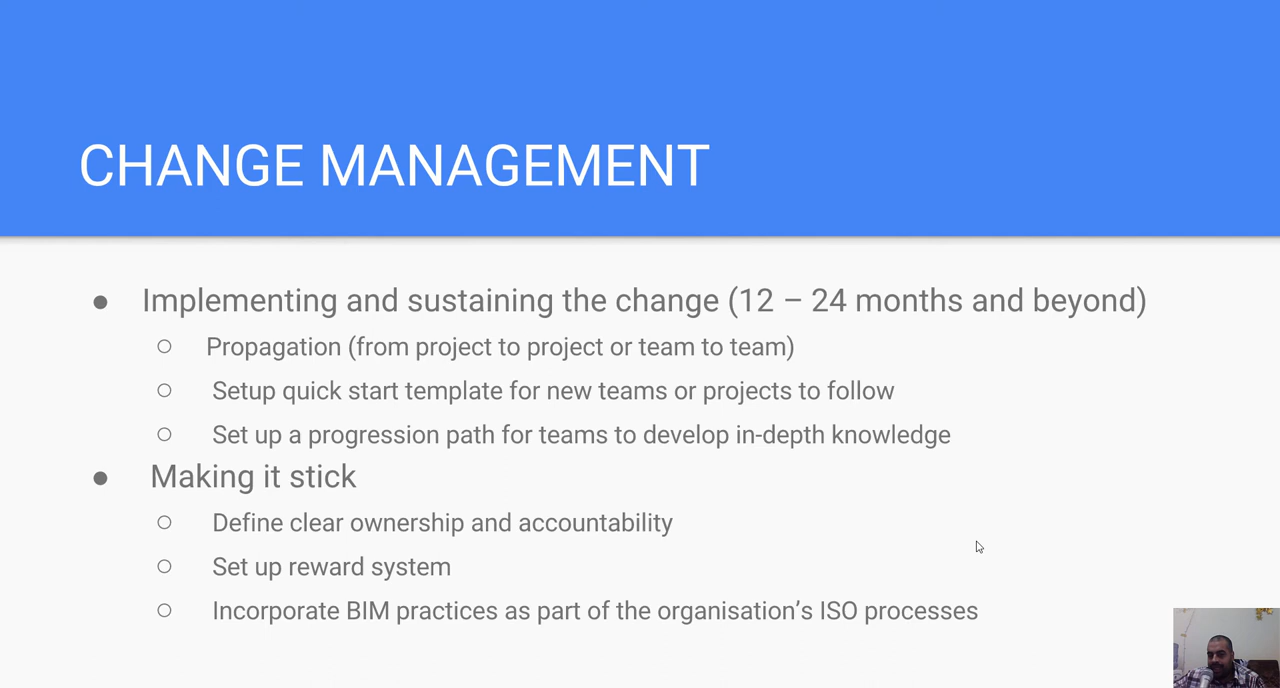 CHANGE MANAGEMENT
● Implementing and sustaining the change (12 – 24 months and beyond)
○ Propagation (from project to project or team to team)
○ Setup quick start template for new teams or projects to follow
○ Set up a progression path for teams to develop in-depth knowledge
● Making it stick
○ Define clear ownership and accountability
○ Set up reward system
○ Incorporate BIM practices as part of the organisation’s ISO processes